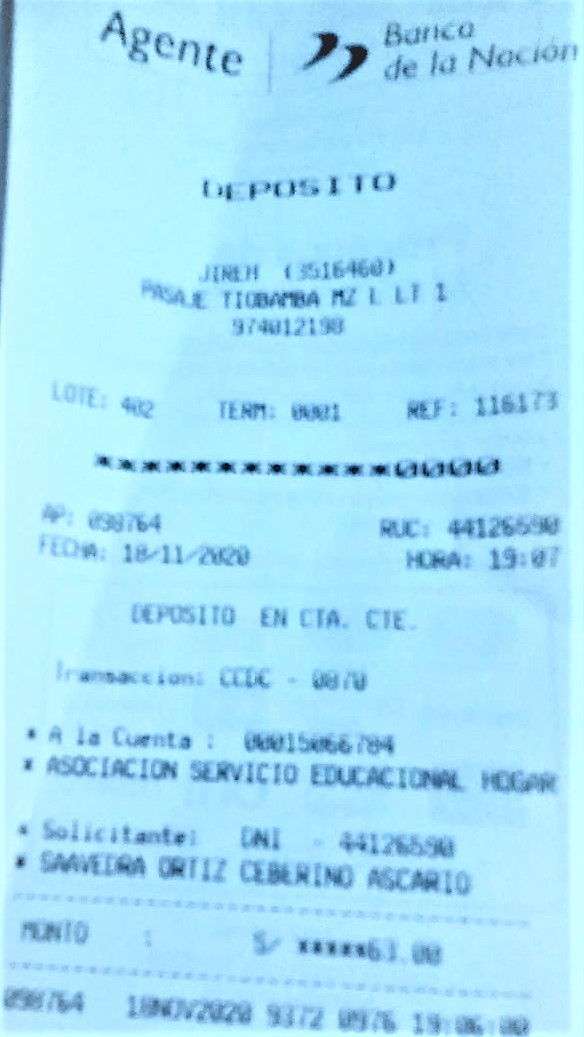 Agente
Banco
de la Nación
DEPOSITO
JIREH (3516460)
PASAJE TIOBAMBA MZ L LT 1
974012198
LOTE: 402 TERM: 0001 REF: 116173
************0000
AP: 098764 RUC: 44126590
FECHA: 18/11/2020 HORA: 19:07
DEPOSITO EN CTA. CTE.
Transaccion: CCDC - 0870
* A la Cuenta : 00015066784
* ASOCIACION SERVICIO EDUCACIONAL HOGAR
* Solicitante: DNI - 44126590
* SAAVEDRA ORTIZ CEBERINO ASCARIO
MONTO : S/ *****63.00
098764 18NOV2020 9372 0976 19:06:00